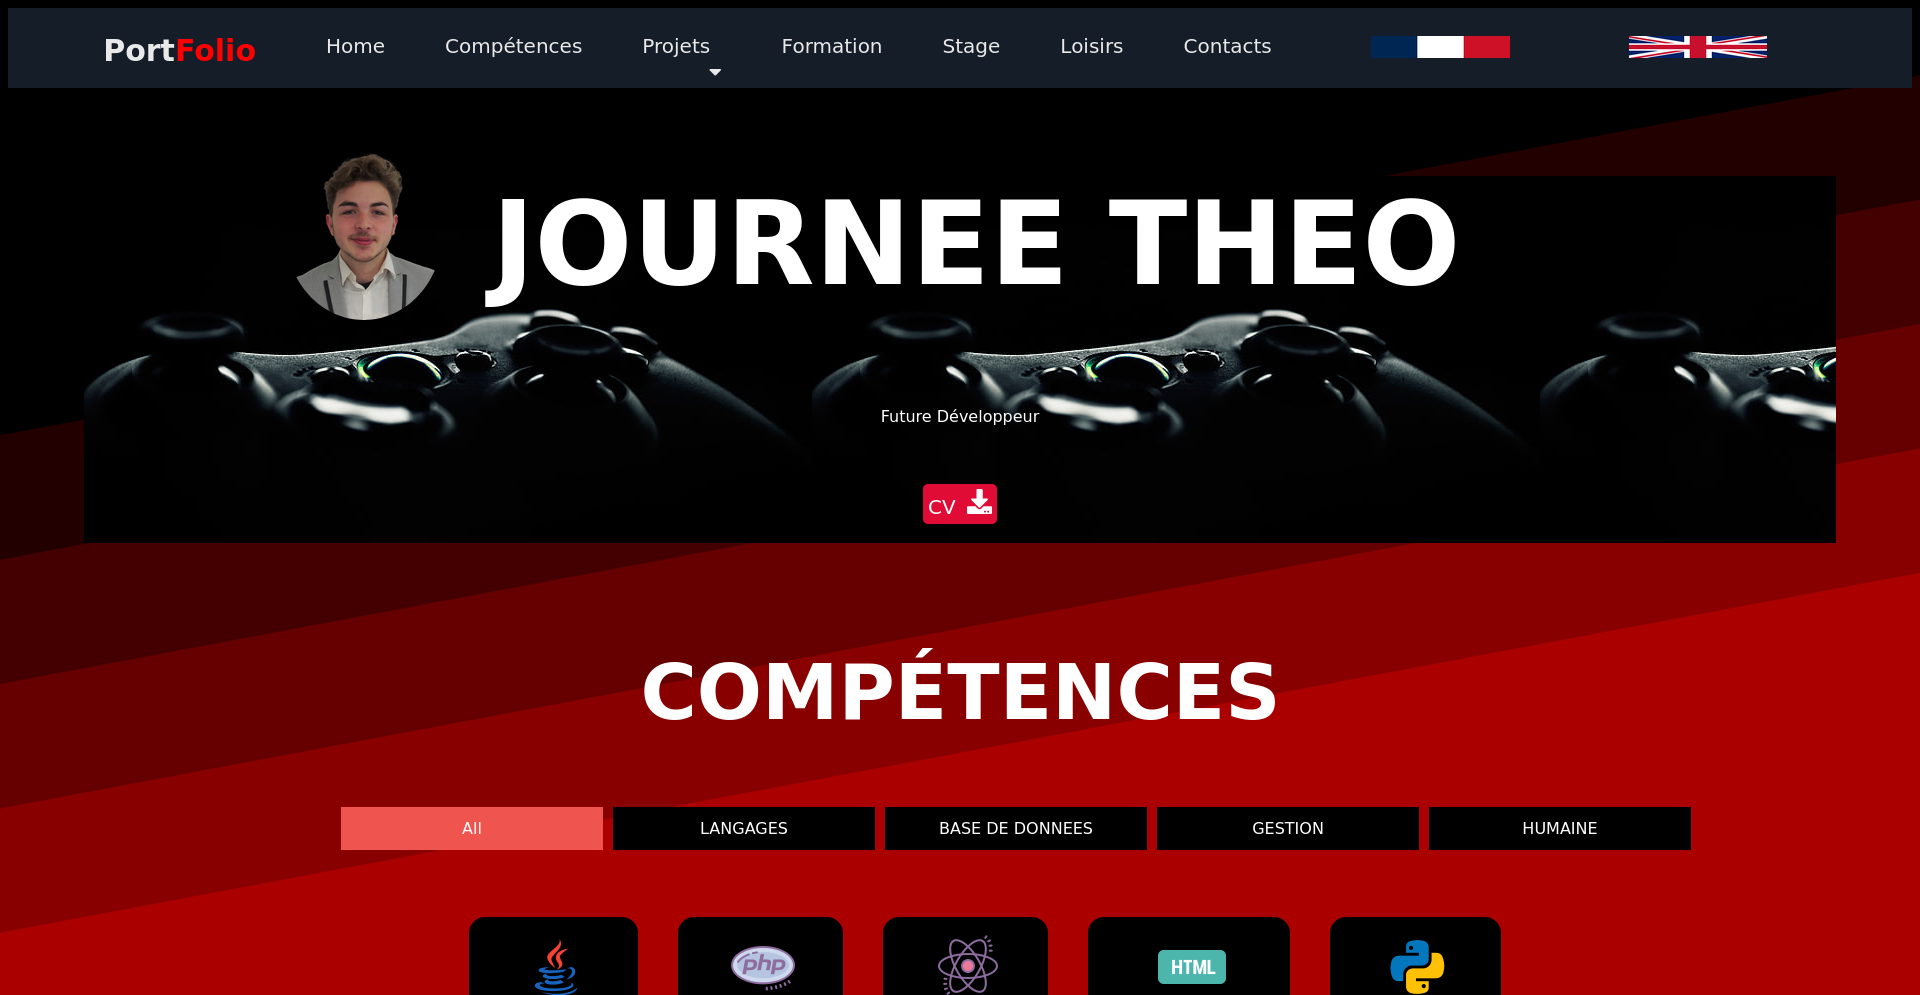 PortFolio
Home
Compétences
Projets
Formation
Stage
Loisirs
Contacts
JOURNEE THEO
Future Développeur
CV
COMPÉTENCES
All
LANGAGES
BASE DE DONNEES
GESTION
HUMAINE
php
HTML